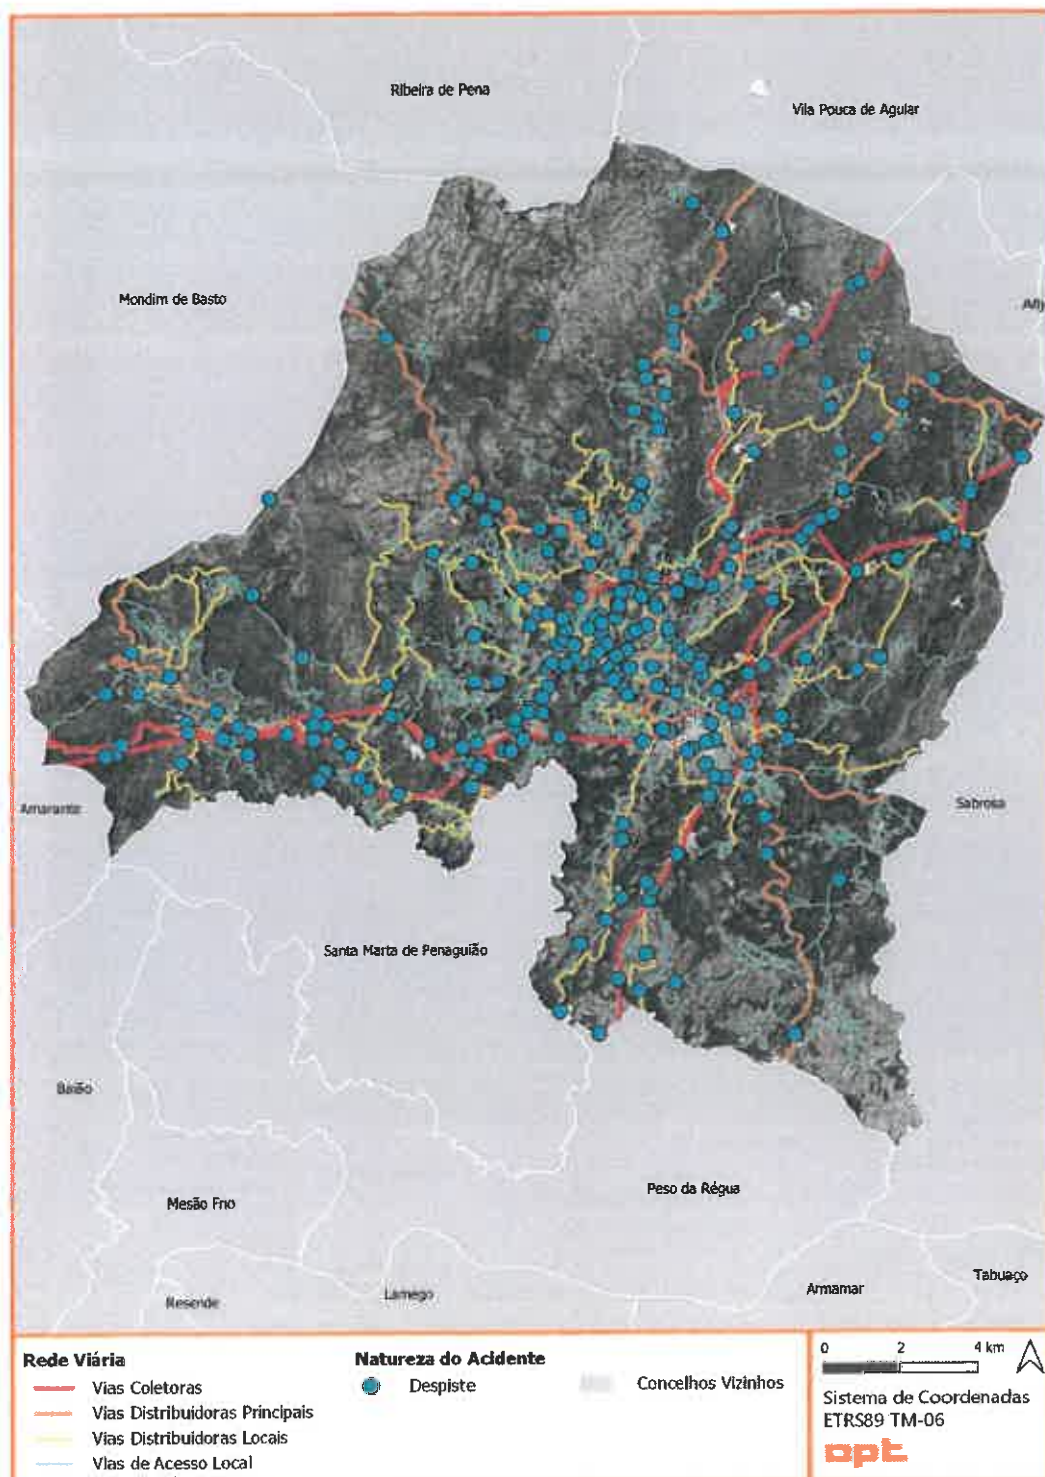 Ribeira de Pena
Vila Pouca de Aguiar
Mondim de Basto
Alij
Amarante
Sabrosa
Santa Marta de Penaguião
Baião
Peso da Régua
Mesão Frio
Tabuaço
Armamar
Lamego
Resende
Rede Viária
Vias Coletoras
Vias Distribuidoras Principais
Vias Distribuidoras Locais
Vias de Acesso Local
Natureza do Acidente
Despiste
Concelhos Vizinhos
0 2 4 km
Sistema de Coordenadas
ETRS89 TM-06
opt